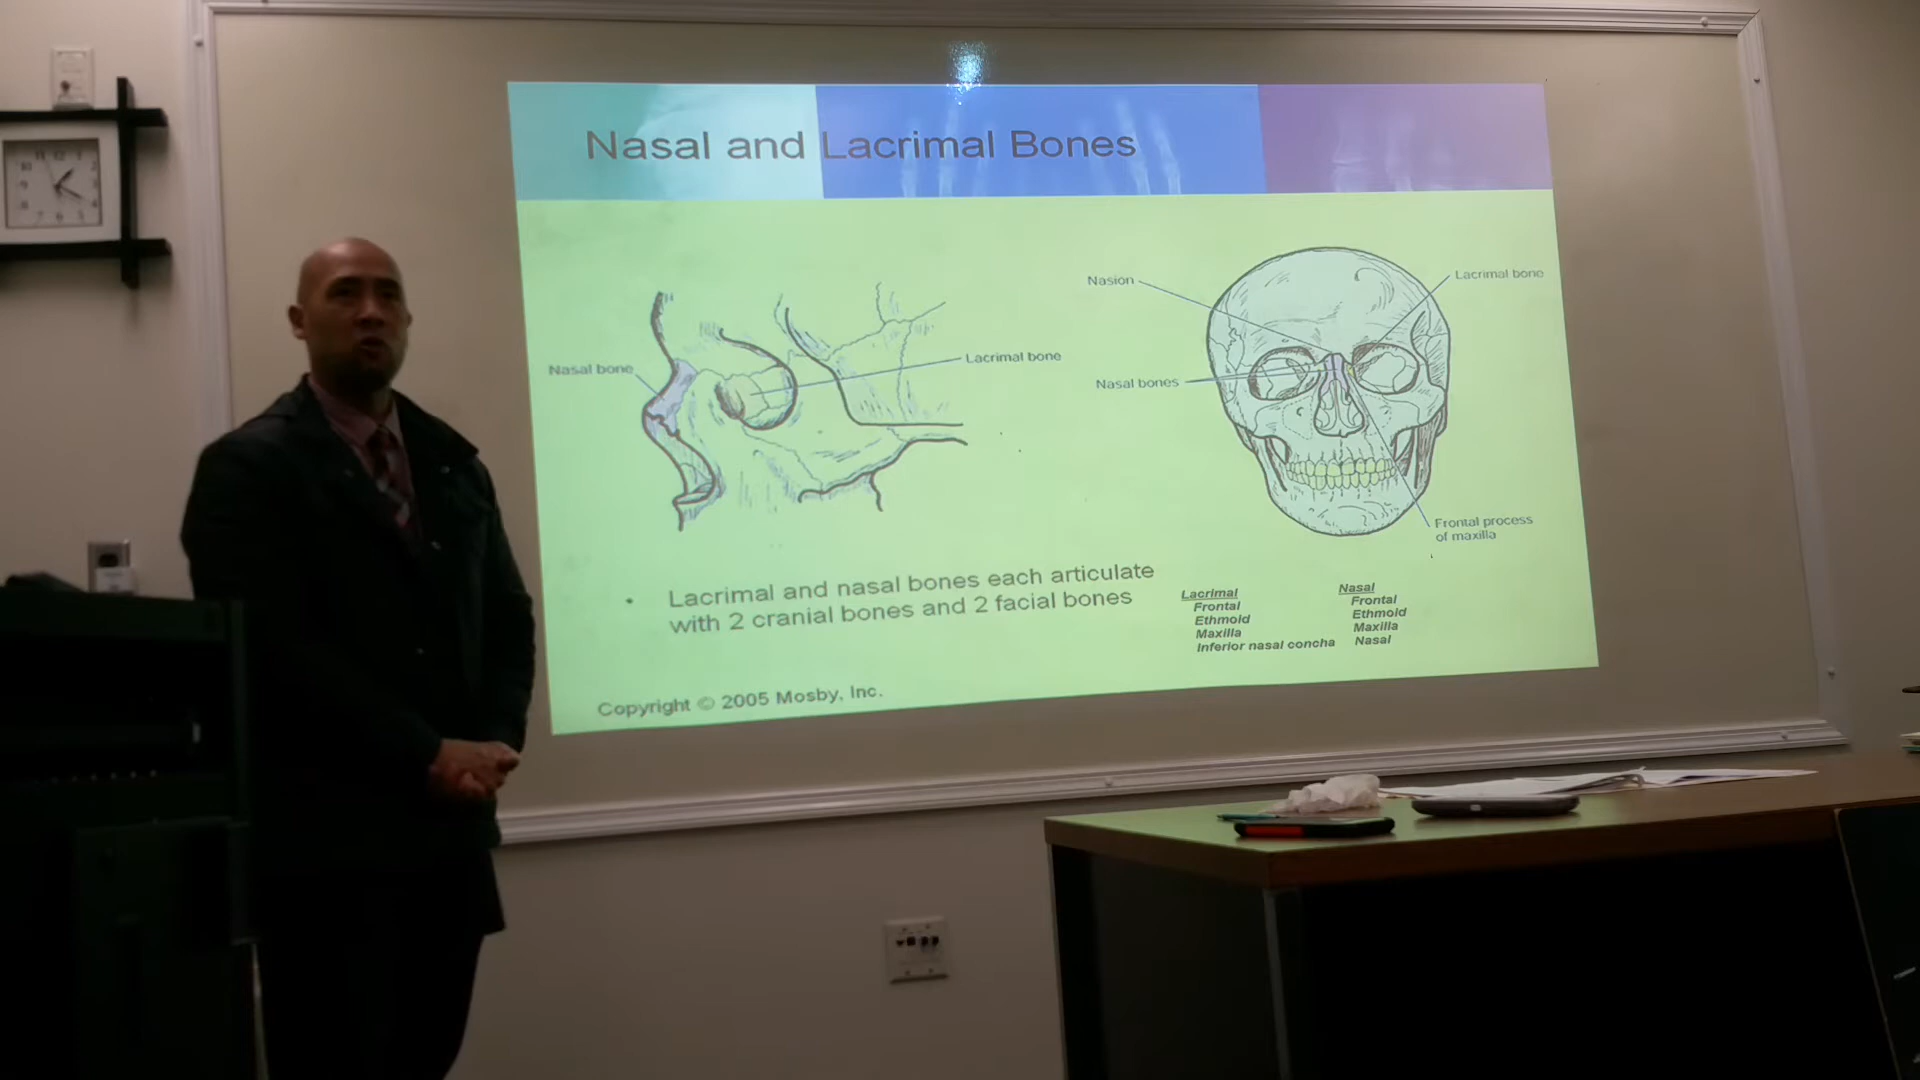 Nasal and Lacrimal Bones
Nasal bone
Lacrimal bone
Nasion
Lacrimal bone
Nasal bones
Frontal process
of maxilla
• Lacrimal and nasal bones each articulate
with 2 cranial bones and 2 facial bones
Lacrimal
Frontal
Ethmoid
Maxilla
Inferior nasal concha
Nasal
Frontal
Ethmoid
Maxilla
Nasal
Copyright © 2005 Mosby, Inc.